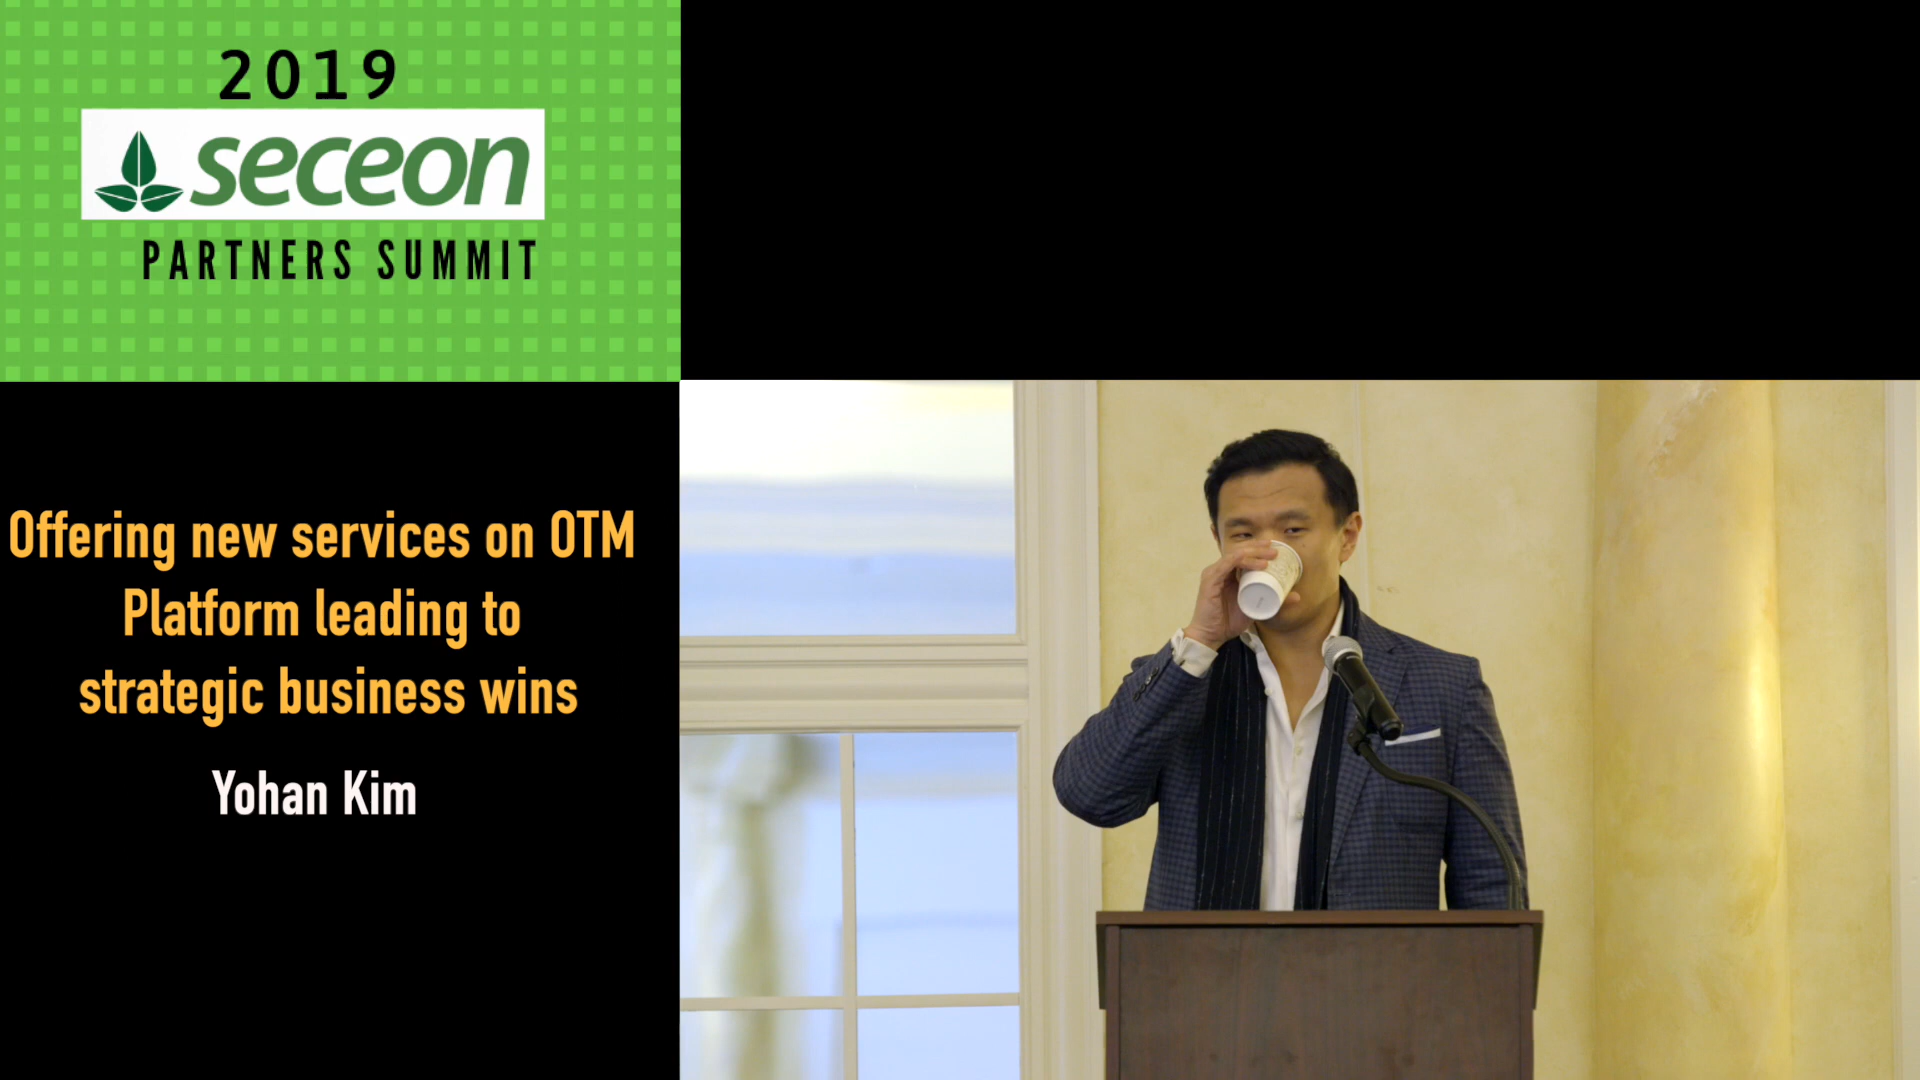 2019
seceon
PARTNERS SUMMIT
Offering new services on OTM
Platform leading to
strategic business wins
Yohan Kim